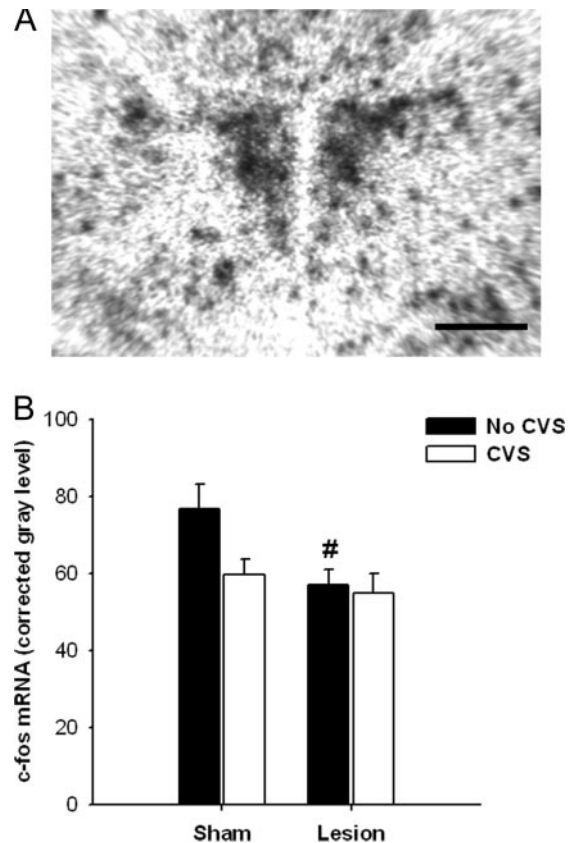 A
B
c-fos mRNA (corrected gray level)
100
80
60
40
20
0
No CVS
CVS
#
Sham
Lesion